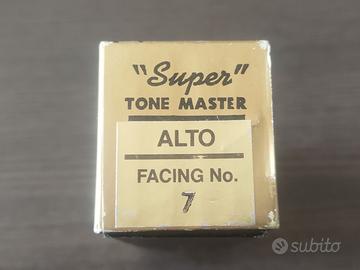 "Super"
TONE MASTER
ALTO
FACING No.
7
subito